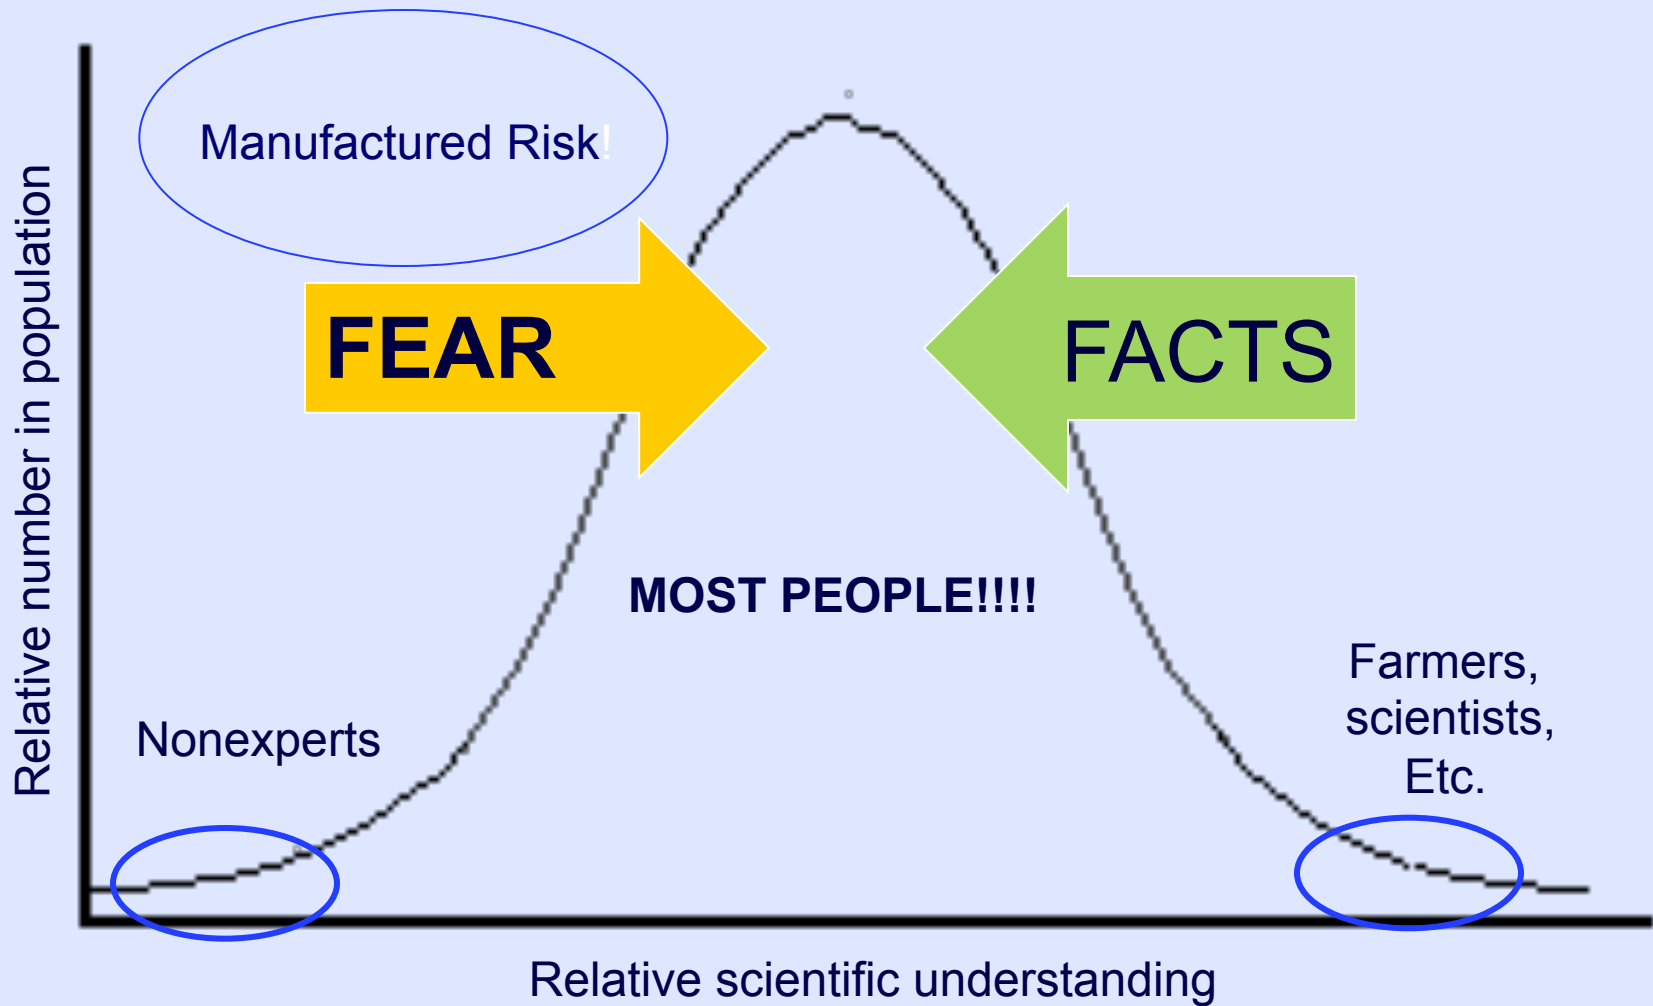 Manufactured Risk!
FEAR
FACTS
MOST PEOPLE!!!!
Nonexperts
Farmers,
scientists,
Etc.
Relative number in population
Relative scientific understanding